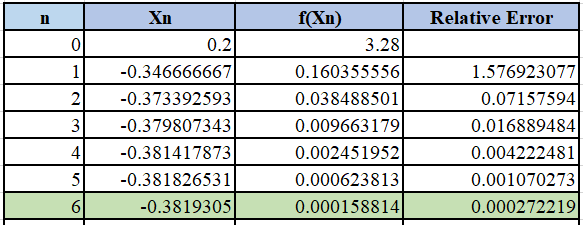 n Xn f(Xn) Relative Error
0 0.2 3.28
1 -0.346666667 0.160355556 1.576923077
2 -0.373392593 0.038488501 0.07157594
3 -0.379807343 0.009663179 0.016889484
4 -0.381417873 0.002451952 0.004222481
5 -0.381826531 0.000623813 0.001070273
6 -0.3819305 0.000158814 0.000272219